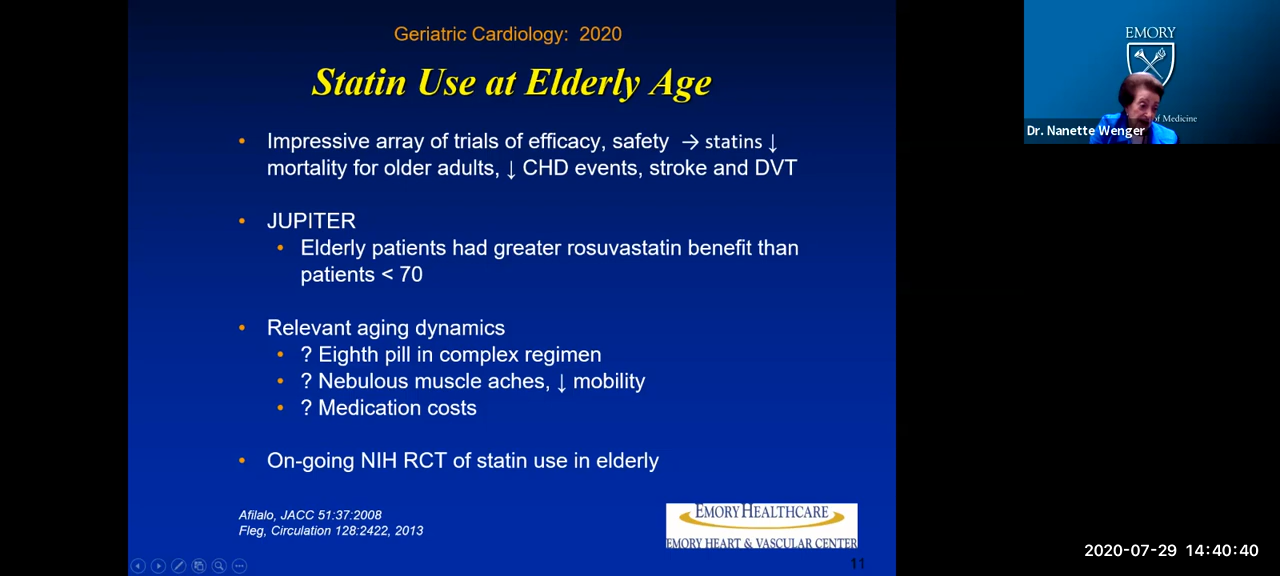 Geriatric Cardiology: 2020
Statin Use at Elderly Age
• Impressive array of trials of efficacy, safety → statins ↓
mortality for older adults, ↓ CHD events, stroke and DVT
• JUPITER
• Elderly patients had greater rosuvastatin benefit than
patients < 70
• Relevant aging dynamics
• ? Eighth pill in complex regimen
• ? Nebulous muscle aches, ↓ mobility
• ? Medication costs
• On-going NIH RCT of statin use in elderly
Afilalo, JACC 51:37:2008
Fleg, Circulation 128:2422, 2013
EMORY HEALTHCARE
EMORY HEART & VASCULAR CENTER
11
EMORY
of Medicine
Dr. Nanette Wenger
2020-07-29 14:40:40